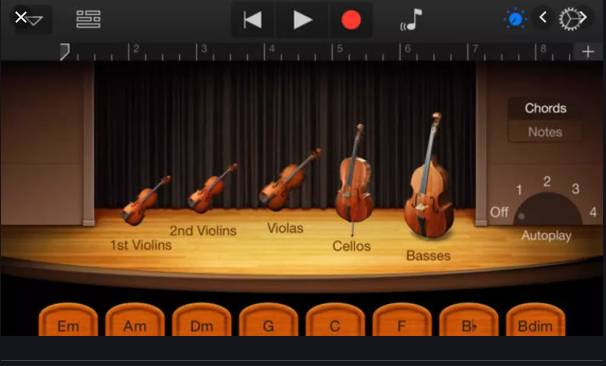 2 3 4 5 6 7 8
Chords
Notes
1 2 3 4
Off
Autoplay
1st Violins
2nd Violins
Violas
Cellos
Basses
Em Am Dm G C F B♭ Bdim